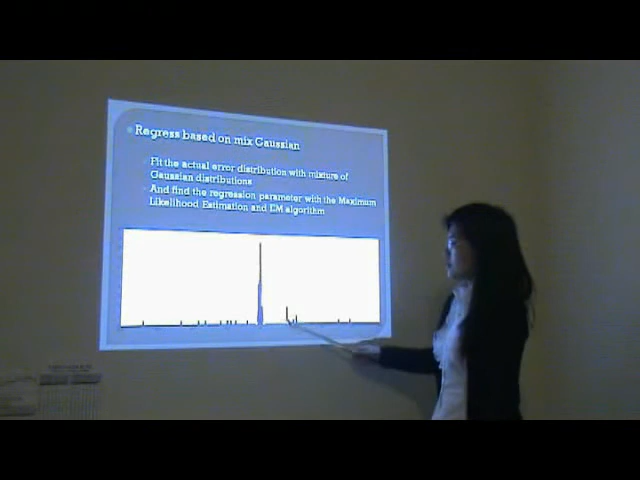 Regress based on mix Gaussian
Fit the actual error distribution with mixture of
Gaussian distributions
And find the regression parameter with the Maximum
Likelihood Estimation and EM algorithm